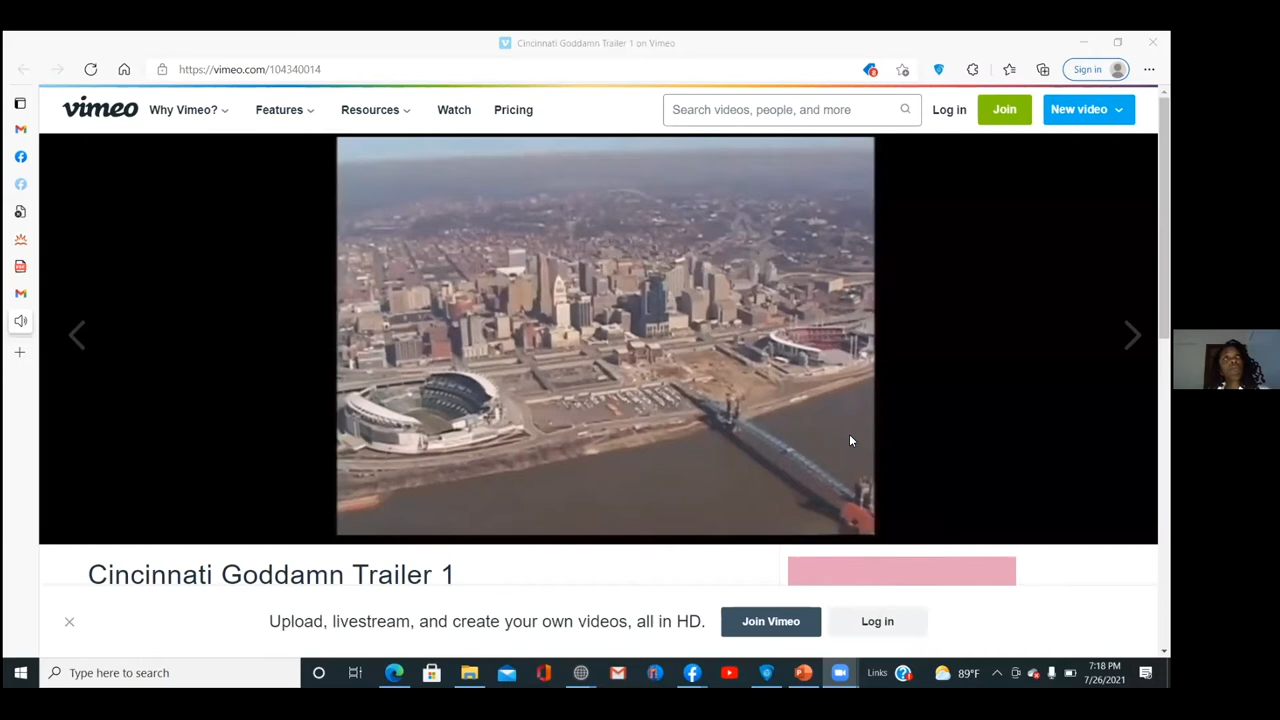 Cincinnati Goddamn Trailer 1 on Vimeo
https://vimeo.com/104340014
Sign in
vimeo Why Vimeo? Features Resources Watch Pricing Search videos, people, and more Log in Join New video
Cincinnati Goddamn Trailer 1
Upload, livestream, and create your own videos, all in HD. Join Vimeo Log in
Type here to search
Links
89°F
7:18 PM
7/26/2021